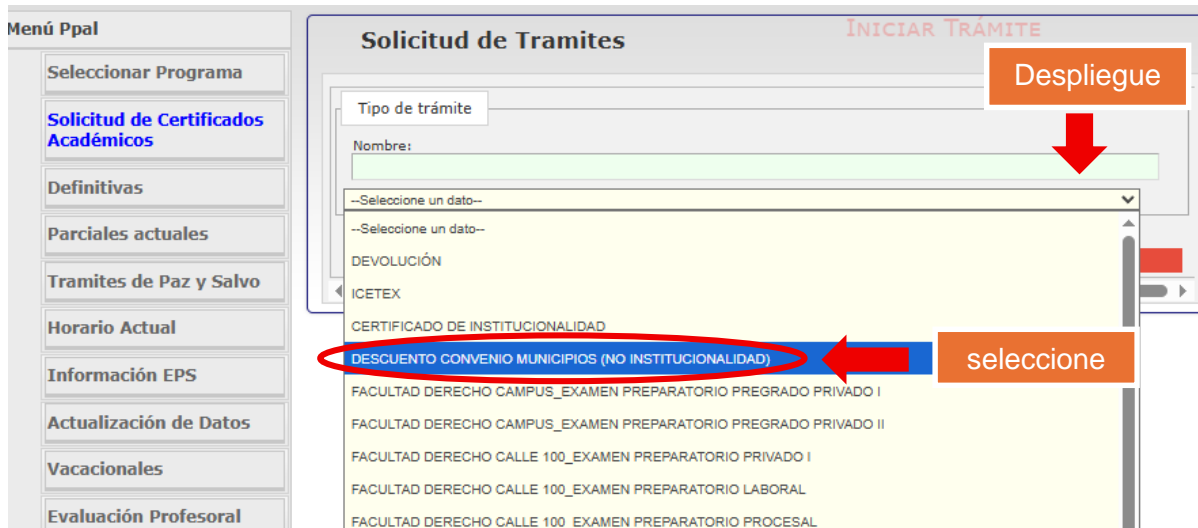 Menú Ppal
Seleccionar Programa
Solicitud de Certificados
Académicos
Definitivas
Parciales actuales
Tramites de Paz y Salvo
Horario Actual
Información EPS
Actualización de Datos
Vacacionales
Evaluación Profesoral
INICIAR TRÁMITE
Solicitud de Tramites
Despliegue
Tipo de trámite
Nombre:
--Seleccione un dato--
--Seleccione un dato--
DEVOLUCIÓN
ICETEX
CERTIFICADO DE INSTITUCIONALIDAD
DESCUENTO CONVENIO MUNICIPIOS (NO INSTITUCIONALIDAD)
seleccione
FACULTAD DERECHO CAMPUS_EXAMEN PREPARATORIO PREGRADO PRIVADO I
FACULTAD DERECHO CAMPUS_EXAMEN PREPARATORIO PREGRADO PRIVADO II
FACULTAD DERECHO CALLE 100_EXAMEN PREPARATORIO PRIVADO I
FACULTAD DERECHO CALLE 100_EXAMEN PREPARATORIO LABORAL
FACULTAD DERECHO CALLE 100_EXAMEN PREPARATORIO PROCESAL